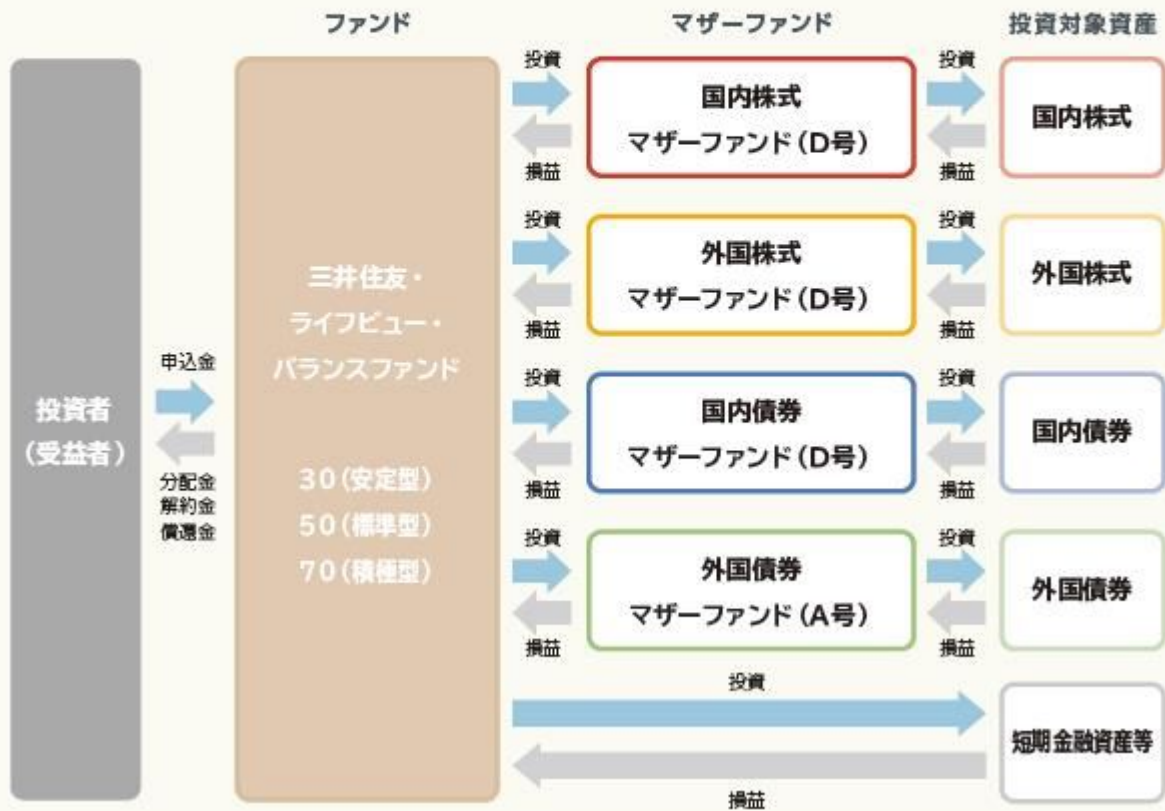 ファンド
マザーファンド
投資対象資産
投資者
(受益者)
申込金
分配金
解約金
償還金
三井住友・
ライフビュー・
バランスファンド
30(安定型)
50(標準型)
70(積極型)
投資
損益
国内株式
マザーファンド(D号)
投資
損益
国内株式
投資
損益
外国株式
マザーファンド(D号)
投資
損益
外国株式
投資
損益
国内債券
マザーファンド(D号)
投資
損益
国内債券
投資
損益
外国債券
マザーファンド(A号)
投資
損益
外国債券
投資
損益
短期金融資産等